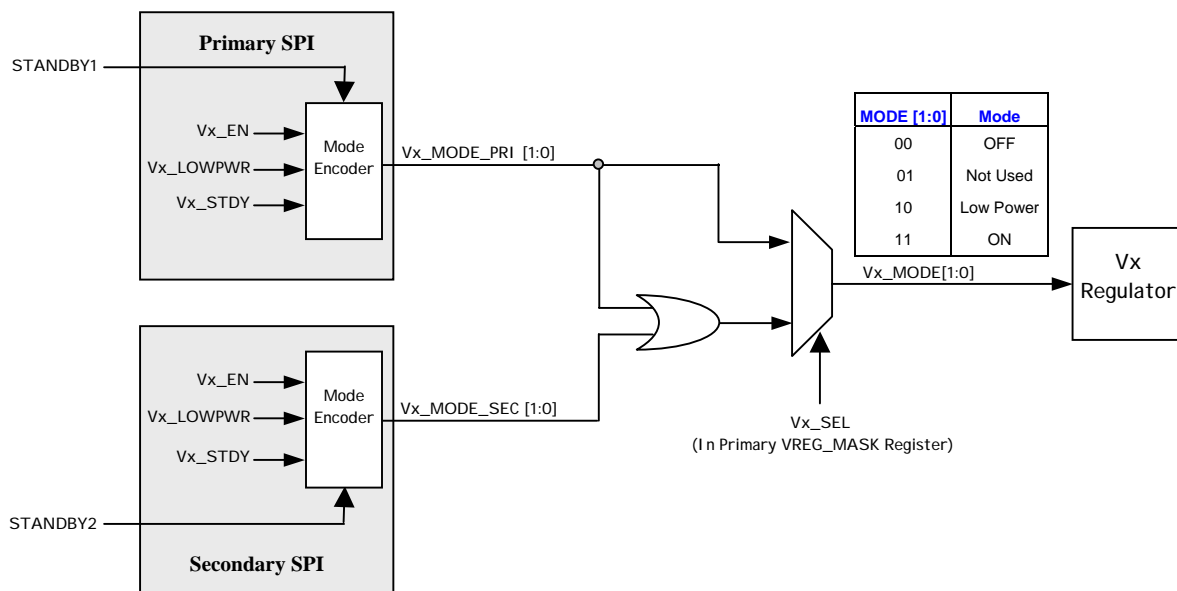 Primary SPI
STANDBY1
Vx_EN
Vx_LOWPWR
Vx_STDY
Mode
Encoder
Vx_MODE_PRI [1:0]
MODE [1:0] Mode
00 OFF
01 Not Used
10 Low Power
11 ON
Vx_MODE[1:0]
Vx
Regulator
Vx_EN
Vx_LOWPWR
Vx_STDY
Mode
Encoder
Vx_MODE_SEC [1:0]
Vx_SEL
(In Primary VREG_MASK Register)
STANDBY2
Secondary SPI